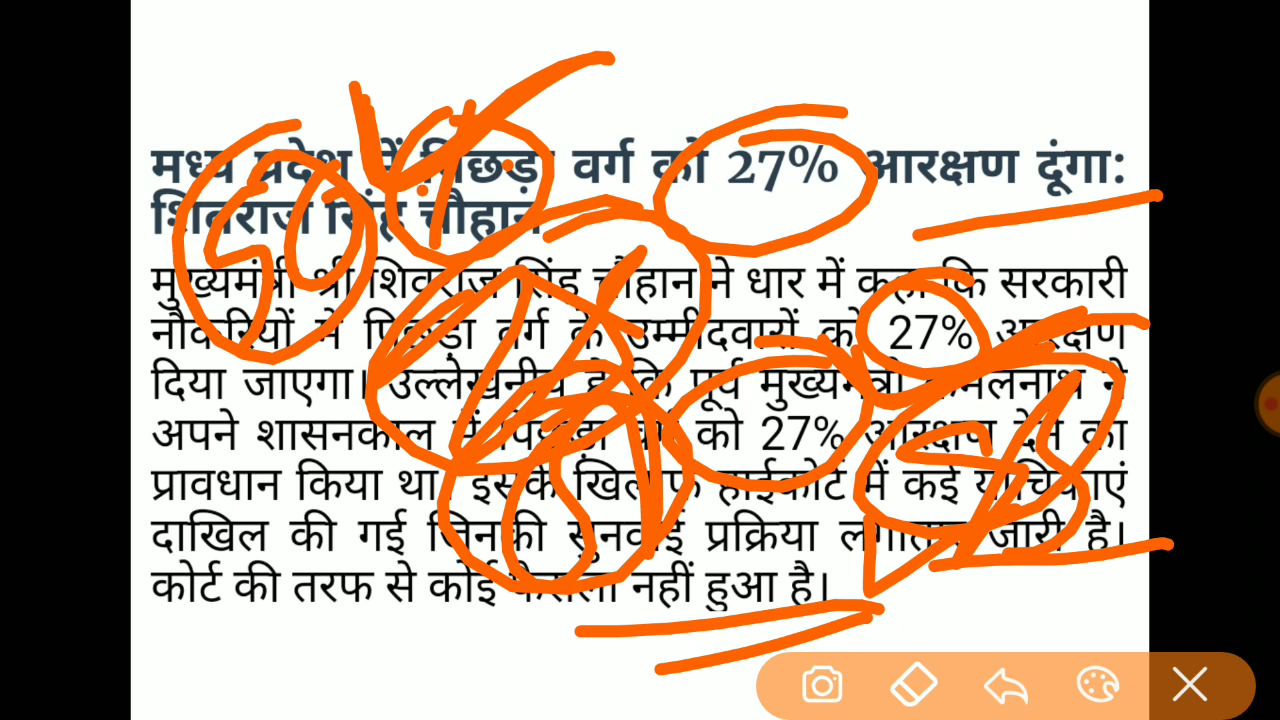 मध्य प्रदेश में पिछड़ा वर्ग को 27% आरक्षण दूंगा:
शिवराज सिंह चौहान
मुख्यमंत्री श्री शिवराज सिंह चौहान ने धार में कहा कि सरकारी
नौकरियों में पिछड़ा वर्ग के उम्मीदवारों को 27% आरक्षण
दिया जाएगा। उल्लेखनीय है कि पूर्व मुख्यमंत्री कमलनाथ ने
अपने शासनकाल में पिछड़ा वर्ग को 27% आरक्षण देने का
प्रावधान किया था। इसके खिलाफ हाईकोर्ट में कई याचिकाएं
दाखिल की गई जिनकी सुनवाई प्रक्रिया लगातार जारी है।
कोर्ट की तरफ से कोई फैसला नहीं हुआ है।